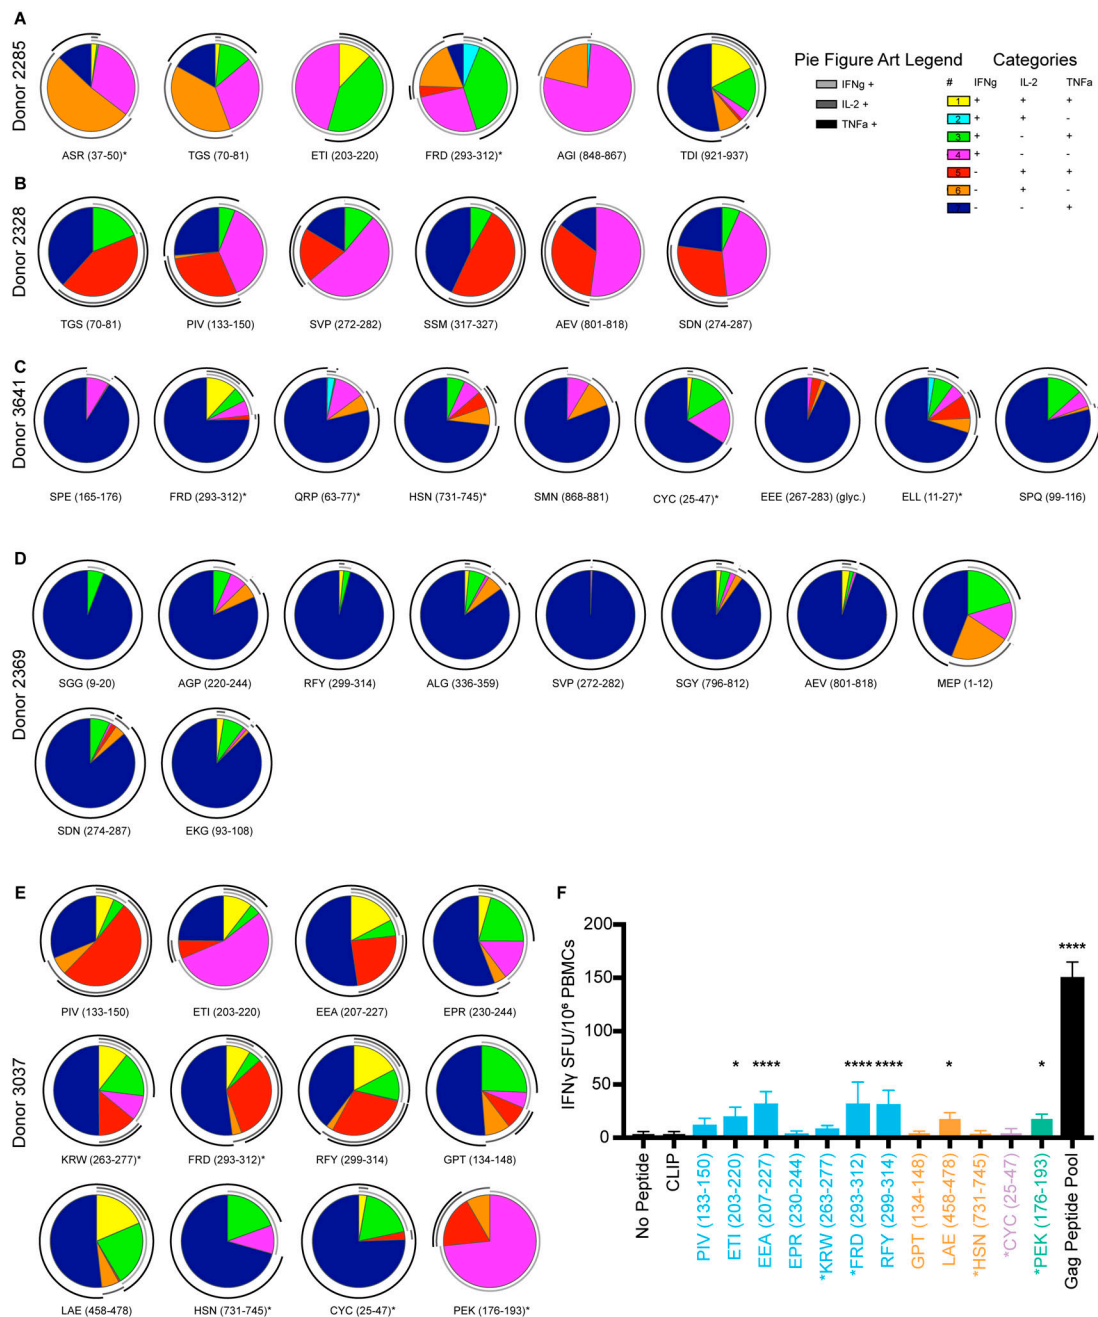 A
Donor 2285
ASR (37-50)*
TGS (70-81)
ETI (203-220)
FRD (293-312)*
AGI (848-867)
TDI (921-937)
Pie Figure Art Legend
IFNg +
IL-2 +
TNFa +
Categories
# IFNg IL-2 TNFa
1 + + +
2 + + -
3 + - +
4 + - -
5 - + +
6 - + -
7 - - +
B
Donor 2328
TGS (70-81)
PIV (133-150)
SVP (272-282)
SSM (317-327)
AEV (801-818)
SDN (274-287)
C
Donor 3641
SPE (165-176)
FRD (293-312)*
QRP (63-77)*
HSN (731-745)*
SMN (868-881)
CYC (25-47)*
EEE (267-283) (glyc.)
ELL (11-27)*
SPQ (99-116)
D
Donor 2369
SGG (9-20)
AGP (220-244)
RFY (299-314)
ALG (336-359)
SVP (272-282)
SGY (796-812)
AEV (801-818)
MEP (1-12)
SDN (274-287)
EKG (93-108)
E
Donor 3037
PIV (133-150)
ETI (203-220)
EEA (207-227)
EPR (230-244)
KRW (263-277)*
FRD (293-312)*
RFY (299-314)
GPT (134-148)
LAE (458-478)
HSN (731-745)*
CYC (25-47)*
PEK (176-193)*
F
IFNγ SFU/10⁶ PBMCs
200
150
100
50
0
* **** **** **** * * ****
No Peptide
CLIP
PIV (133-150)
ETI (203-220)
EEA (207-227)
EPR (230-244)
*KRW (263-277)
*FRD (293-312)
RFY (299-314)
GPT (134-148)
LAE (458-478)
*HSN (731-745)
*CYC (25-47)
*PEK (176-193)
Gag Peptide Pool